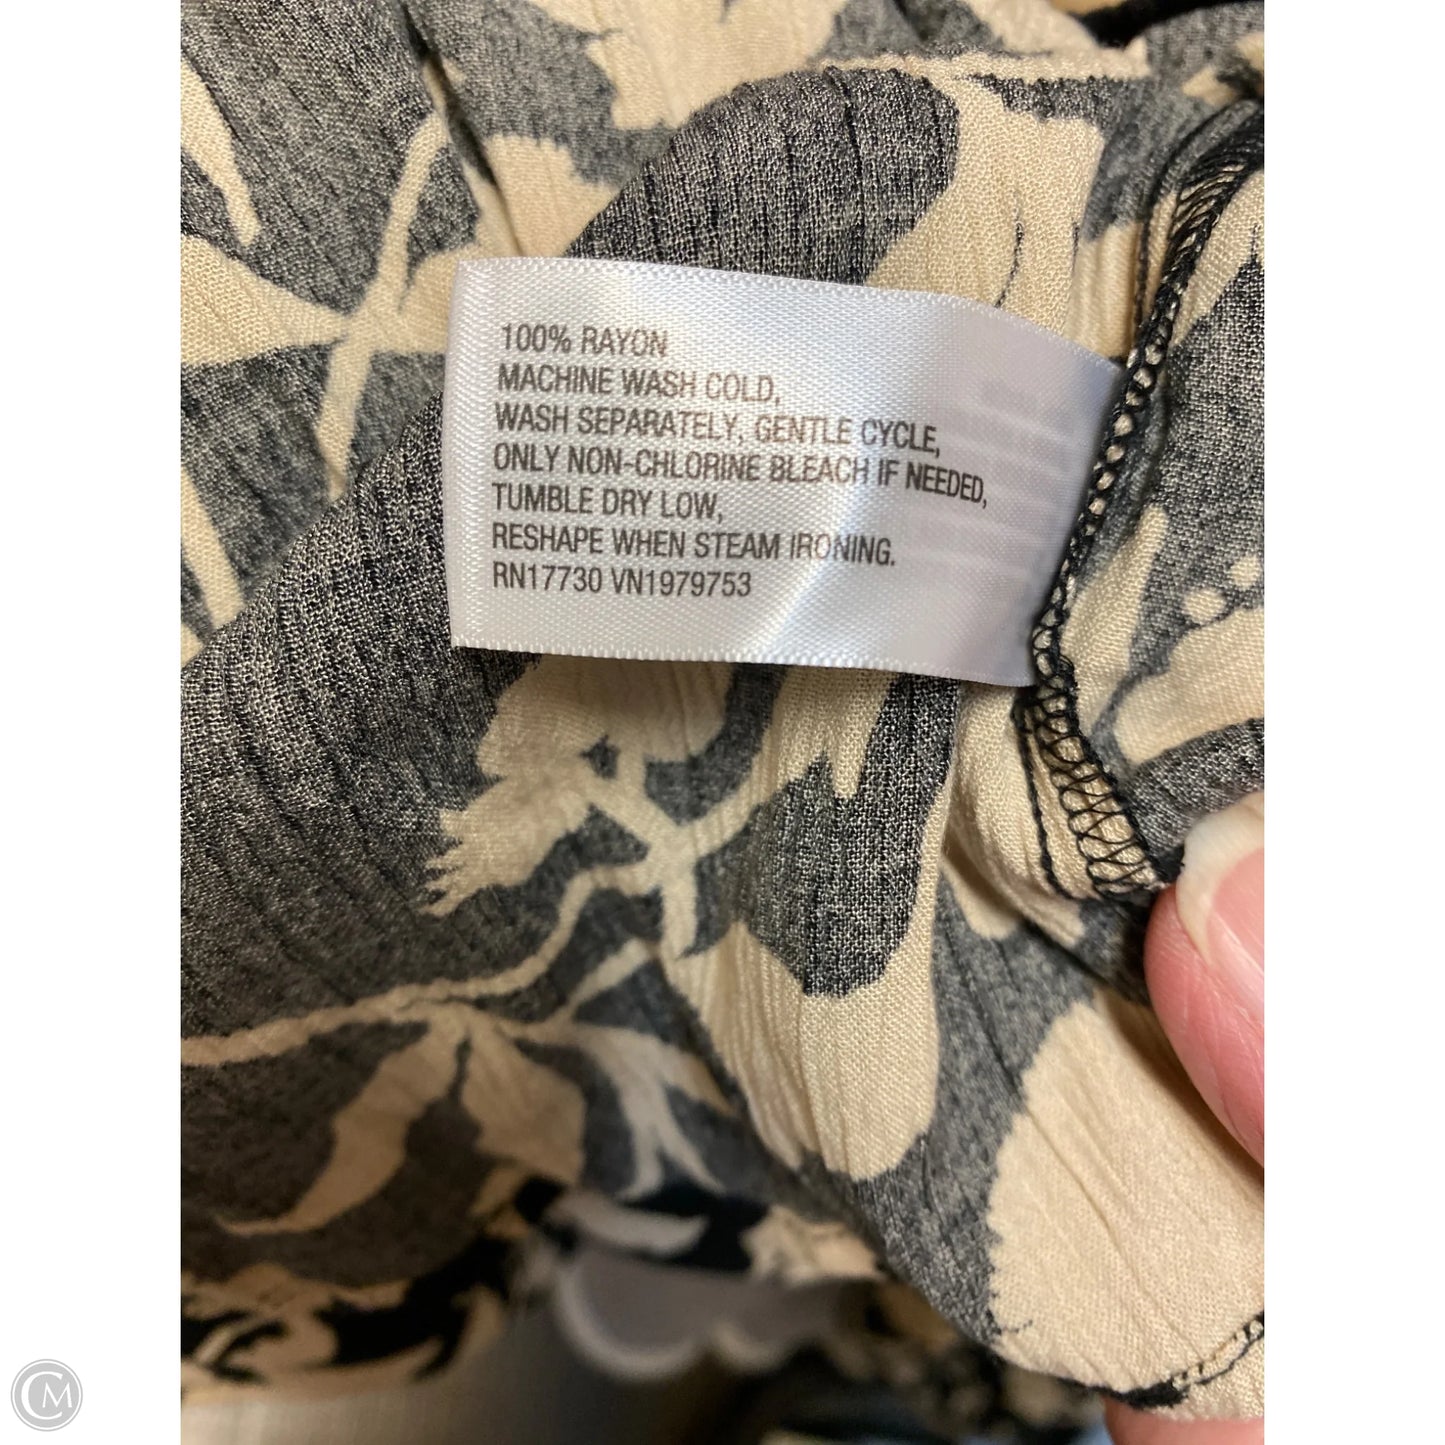 100% RAYON
MACHINE WASH COLD,
WASH SEPARATELY, GENTLE CYCLE,
ONLY NON-CHLORINE BLEACH IF NEEDED,
TUMBLE DRY LOW,
RESHAPE WHEN STEAM IRONING.
RN17730 VN1979753
CM